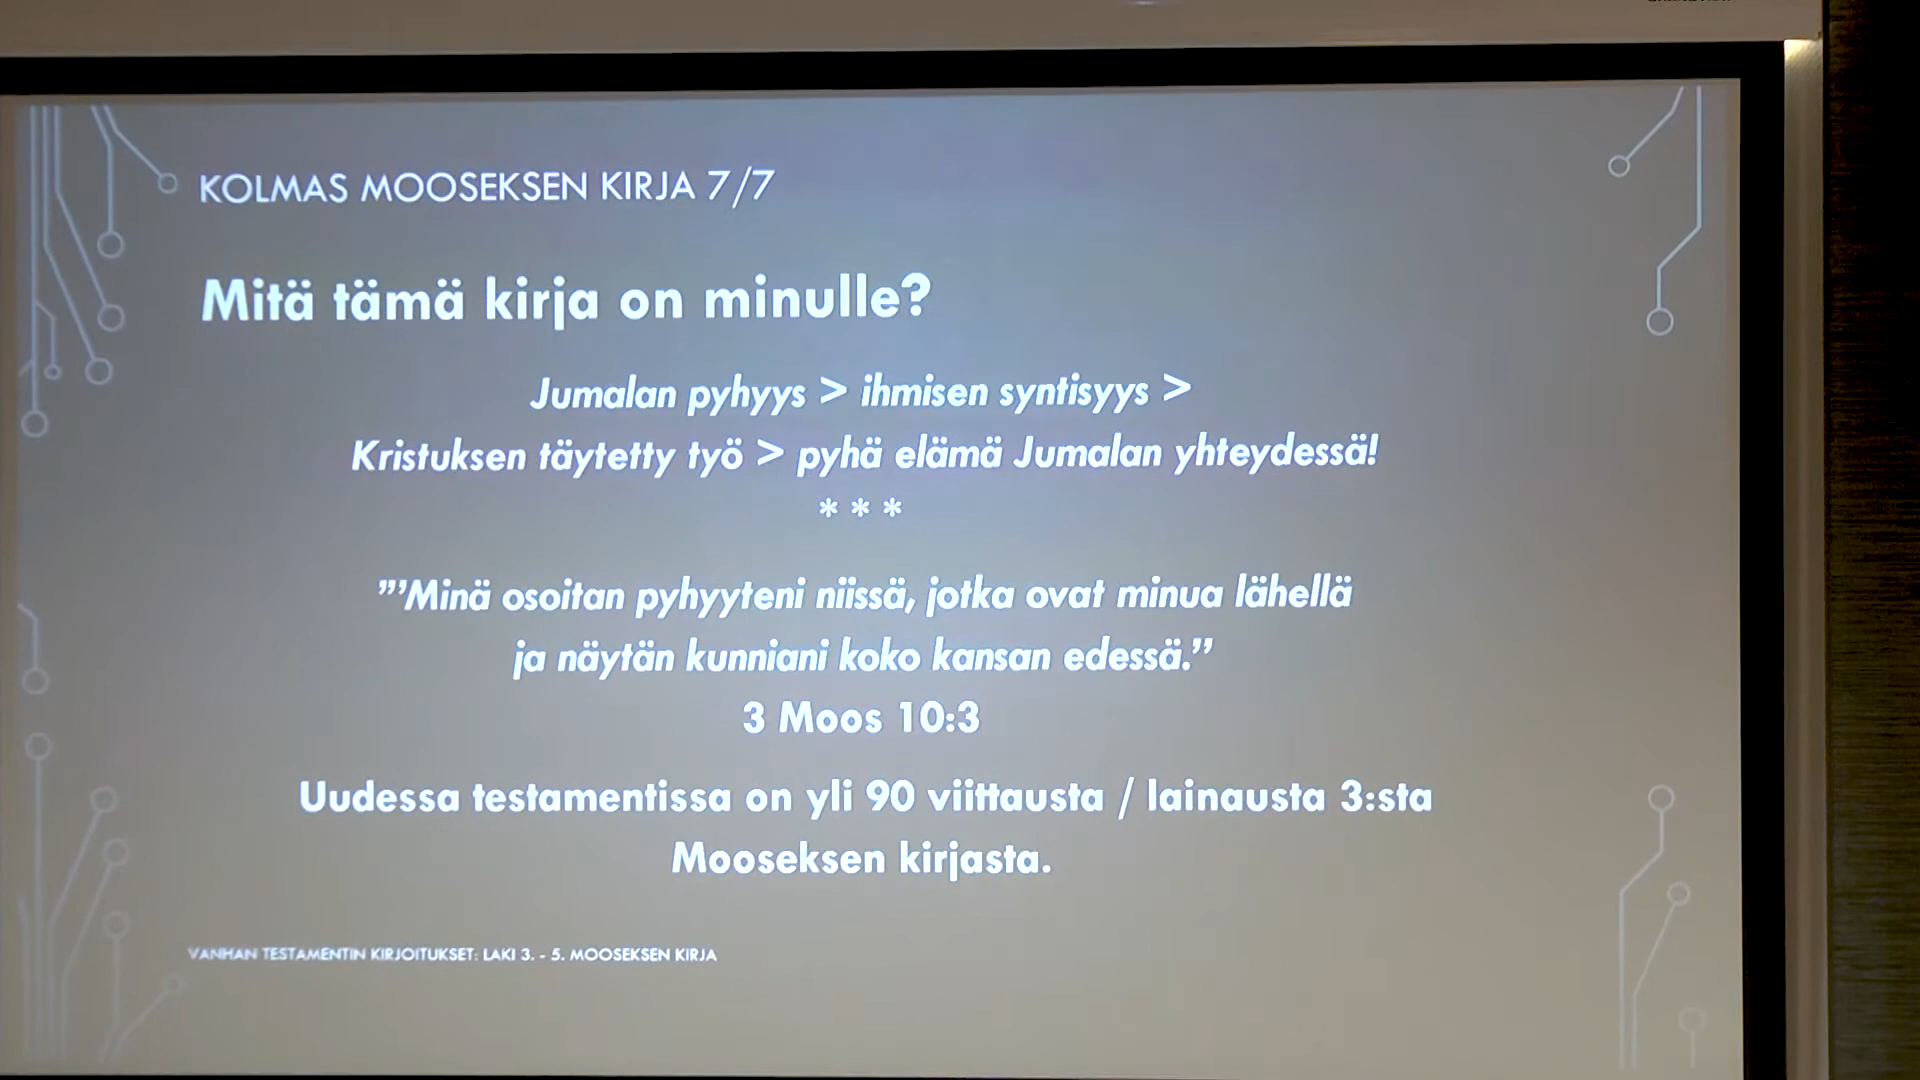 KOLMAS MOOSEKSEN KIRJA 7/7
Mitä tämä kirja on minulle?
Jumalan pyhyys > ihmisen syntisyys >
Kristuksen täytetty työ > pyhä elämä Jumalan yhteydessä!
* * *
”’Minä osoitan pyhyyteni niissä, jotka ovat minua lähellä
ja näytän kunniani koko kansan edessä.”
3 Moos 10:3
Uudessa testamentissa on yli 90 viittausta / lainausta 3:sta
Mooseksen kirjasta.
VANHAN TESTAMENTIN KIRJOITUKSET: LAKI 3. - 5. MOOSEKSEN KIRJA